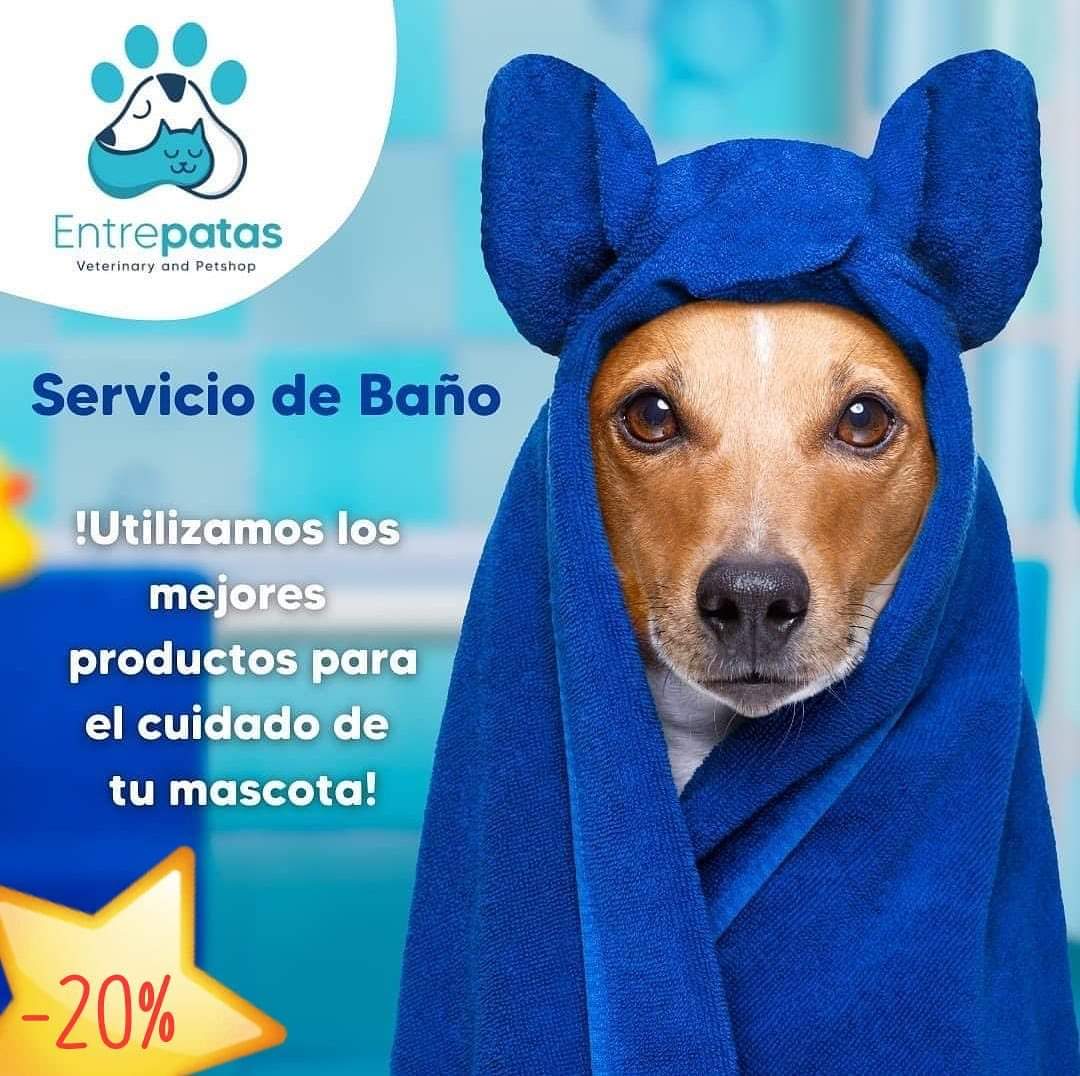 Entrepatas
Veterinary and Petshop
Servicio de Baño
!Utilizamos los
mejores
productos para
el cuidado de
tu mascota!
-20%